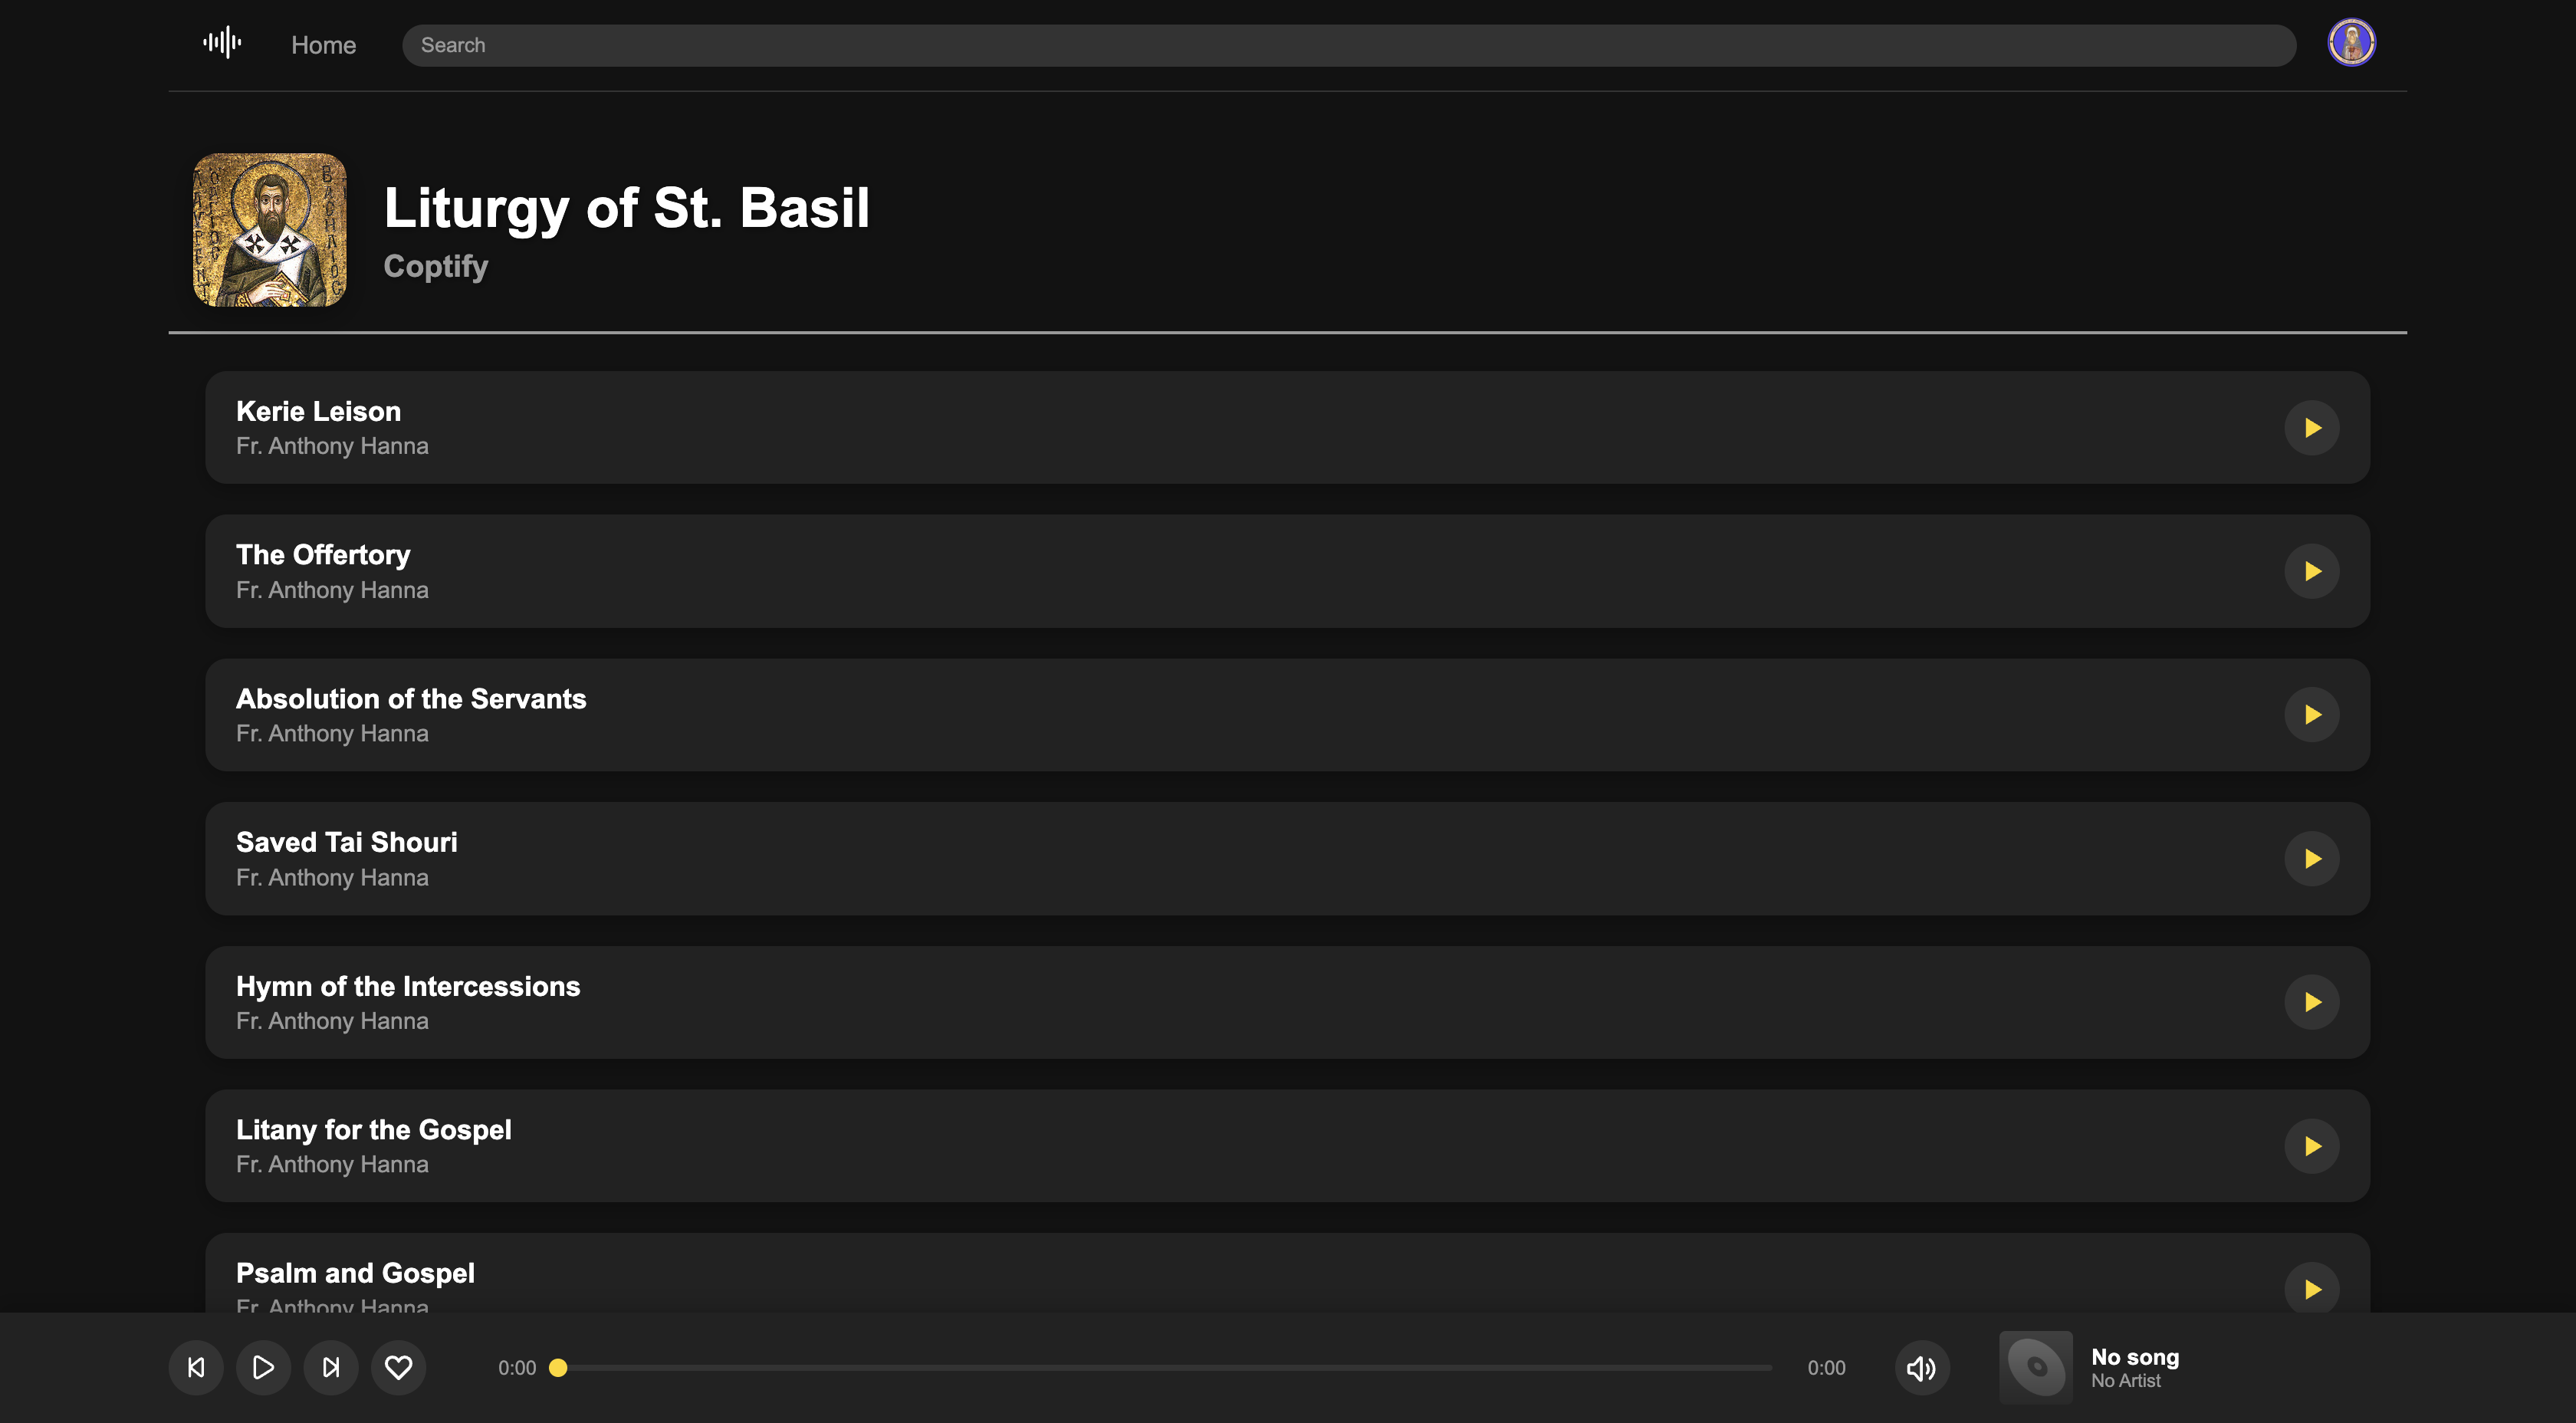 Home
Search
Liturgy of St. Basil
Coptify
Kerie Leison
Fr. Anthony Hanna
The Offertory
Fr. Anthony Hanna
Absolution of the Servants
Fr. Anthony Hanna
Saved Tai Shouri
Fr. Anthony Hanna
Hymn of the Intercessions
Fr. Anthony Hanna
Litany for the Gospel
Fr. Anthony Hanna
Psalm and Gospel
Fr. Anthony Hanna
0:00
0:00
No song
No Artist